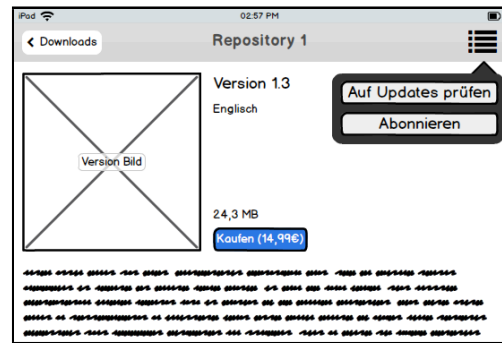 iPod
02:57 PM
Downloads
Repository 1
Version 1.3
Englisch
Auf Updates prüfen
Abonnieren
Version Bild
24,3 MB
Kaufen (14,99€)